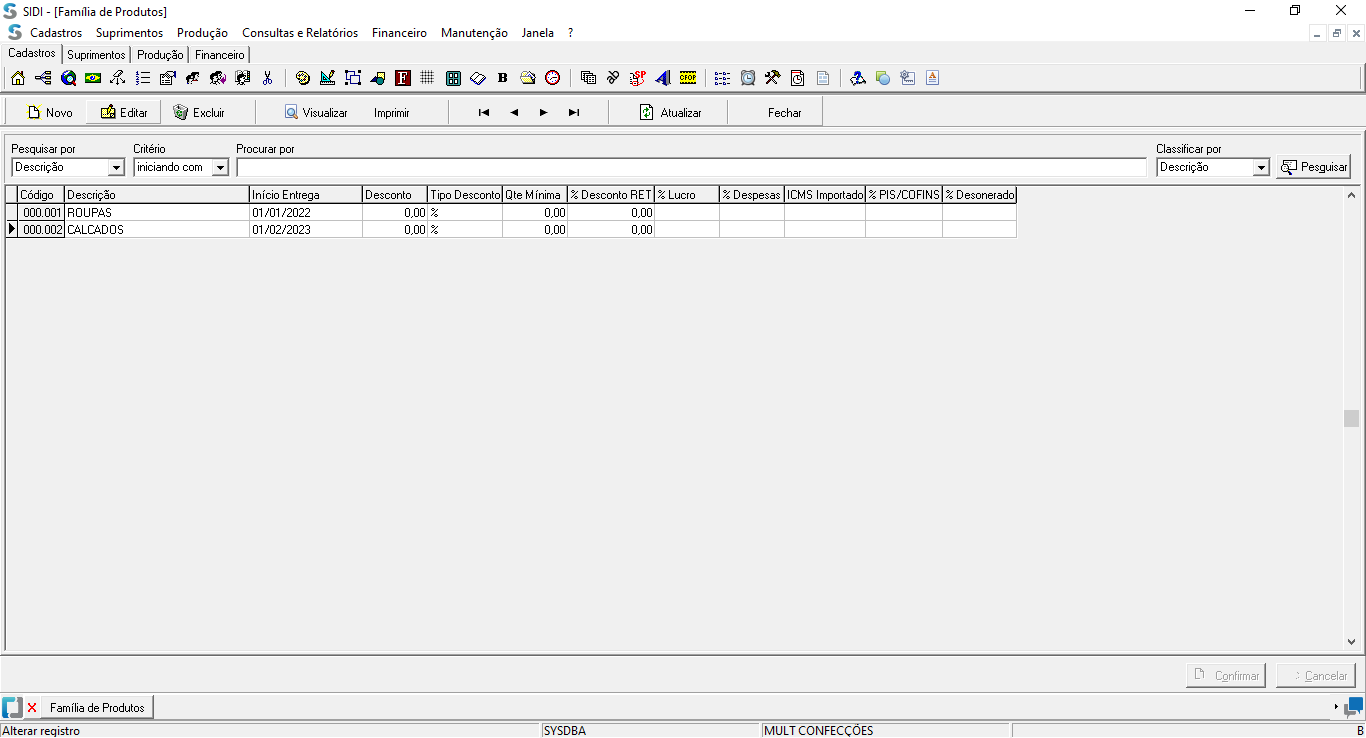 SIDI - [Família de Produtos]
Cadastros Suprimentos Produção Consultas e Relatórios Financeiro Manutenção Janela ?
Cadastros Suprimentos Produção Financeiro
F B SP CFOP A
Novo Editar Excluir Visualizar Imprimir Atualizar Fechar
Pesquisar por Critério Procurar por Classificar por
Descrição iniciando com Descrição Pesquisar
Código Descrição Início Entrega Desconto Tipo Desconto Qte Mínima % Desconto RET % Lucro % Despesas ICMS Importado % PIS/COFINS % Desonerado
000.001 ROUPAS 01/01/2022 0,00 % 0,00 0,00
000.002 CALCADOS 01/02/2023 0,00 % 0,00 0,00
Confirmar Cancelar
Família de Produtos
Alterar registro SYSDBA MULT CONFECÇÕES B